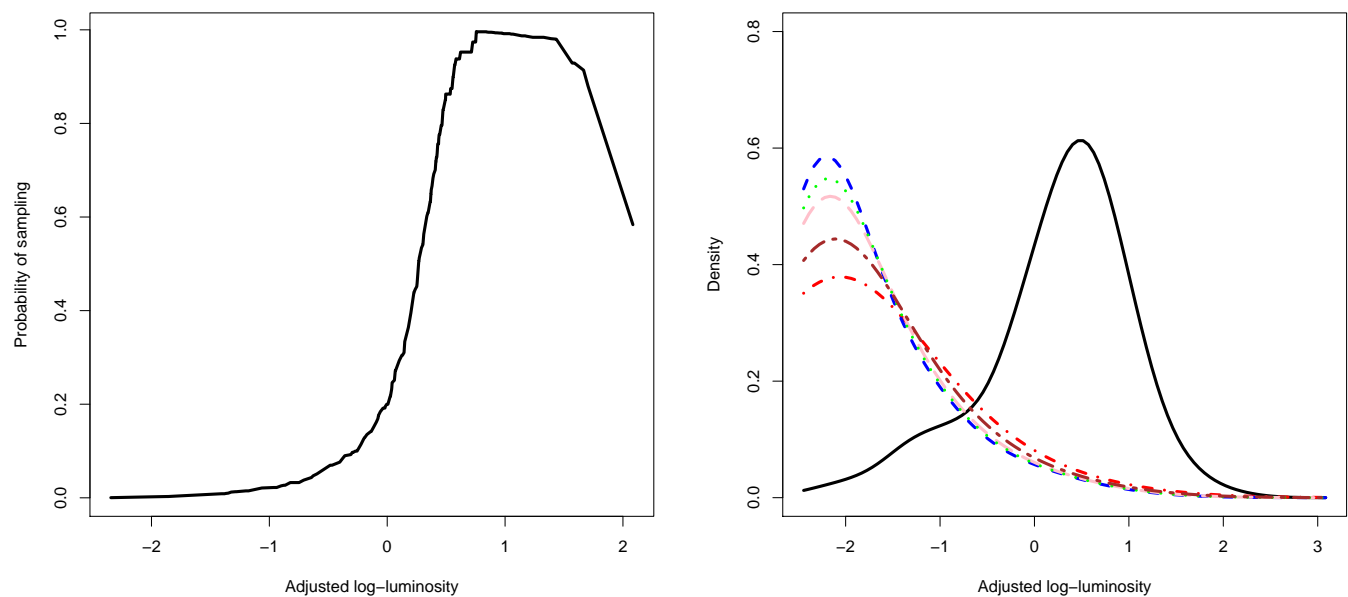 1.0
0.8
0.6
0.4
0.2
0.0
Probability of sampling
−2 −1 0 1 2
Adjusted log−luminosity
0.8
0.6
0.4
0.2
0.0
Density
−2 −1 0 1 2 3
Adjusted log−luminosity